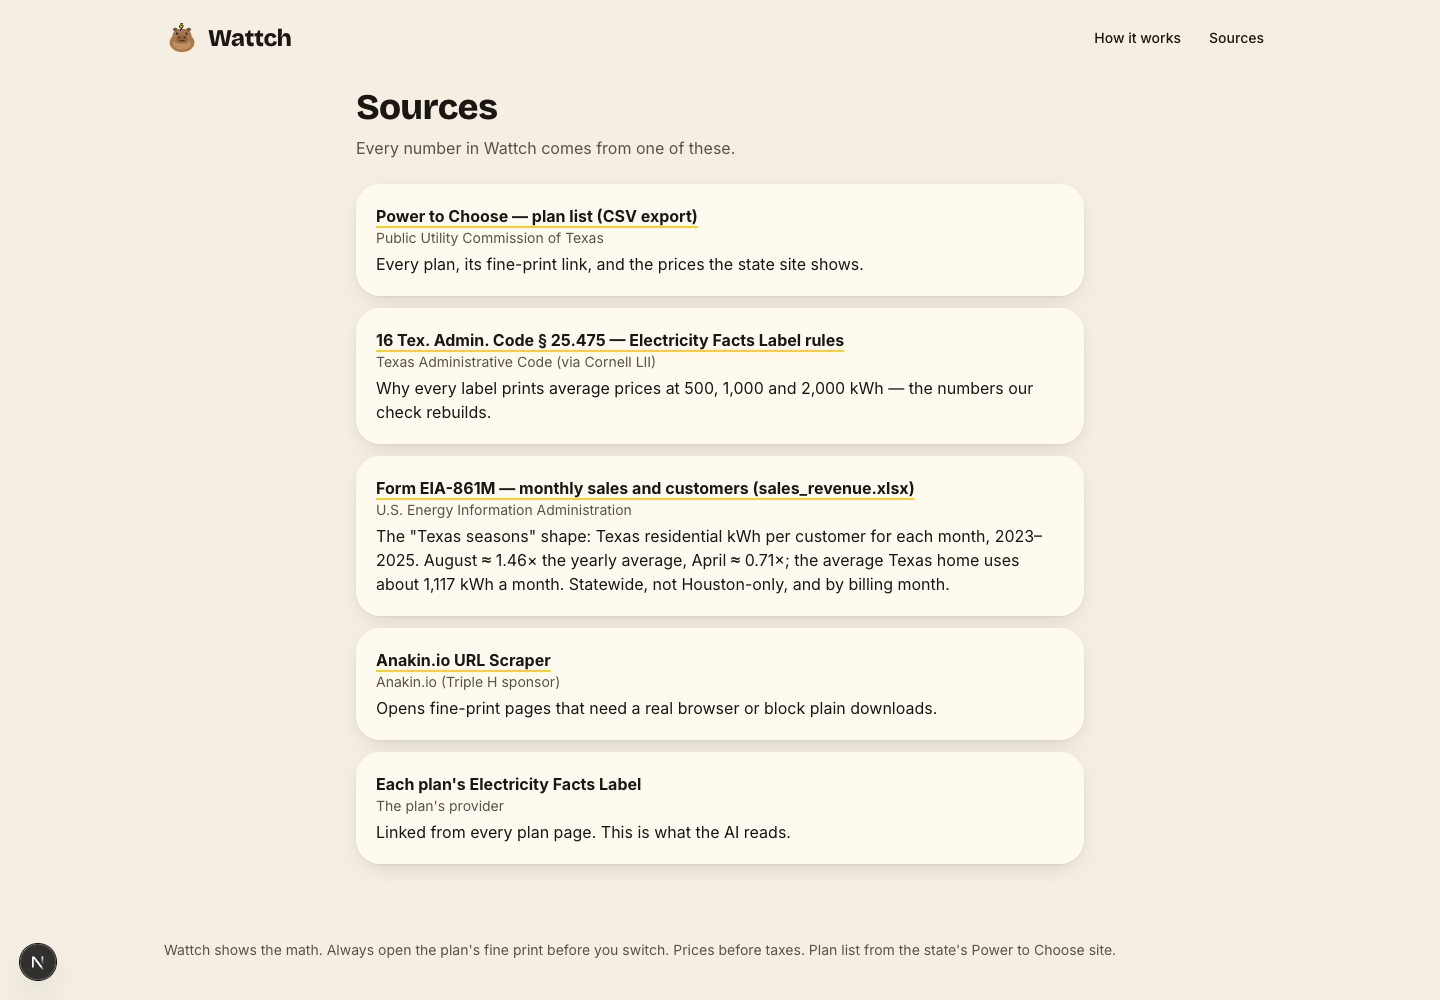 Wattch
How it works
Sources
Sources
Every number in Wattch comes from one of these.
Power to Choose — plan list (CSV export)
Public Utility Commission of Texas
Every plan, its fine-print link, and the prices the state site shows.
16 Tex. Admin. Code § 25.475 — Electricity Facts Label rules
Texas Administrative Code (via Cornell LII)
Why every label prints average prices at 500, 1,000 and 2,000 kWh — the numbers our
check rebuilds.
Form EIA-861M — monthly sales and customers (sales_revenue.xlsx)
U.S. Energy Information Administration
The "Texas seasons" shape: Texas residential kWh per customer for each month, 2023–
2025. August ≈ 1.46× the yearly average, April ≈ 0.71×; the average Texas home uses
about 1,117 kWh a month. Statewide, not Houston-only, and by billing month.
Anakin.io URL Scraper
Anakin.io (Triple H sponsor)
Opens fine-print pages that need a real browser or block plain downloads.
Each plan's Electricity Facts Label
The plan's provider
Linked from every plan page. This is what the AI reads.
Wattch shows the math. Always open the plan's fine print before you switch. Prices before taxes. Plan list from the state's Power to Choose site.
N